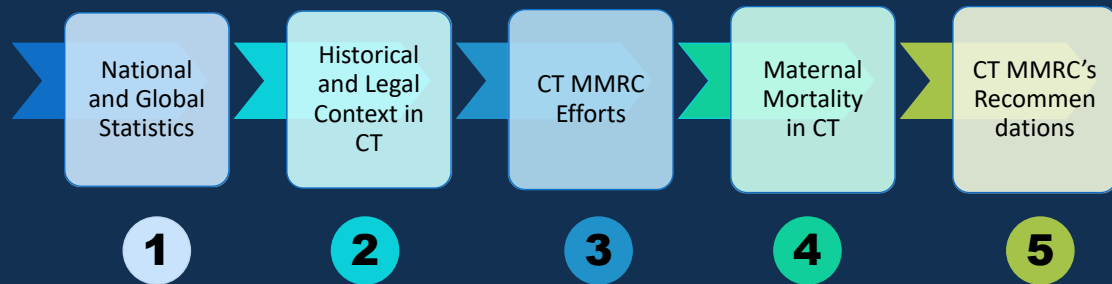 National
and Global
Statistics
Historical
and Legal
Context in
CT
CT MMRC
Efforts
Maternal
Mortality
in CT
CT MMRC's
Recommen
dations
1
2
3
4
5